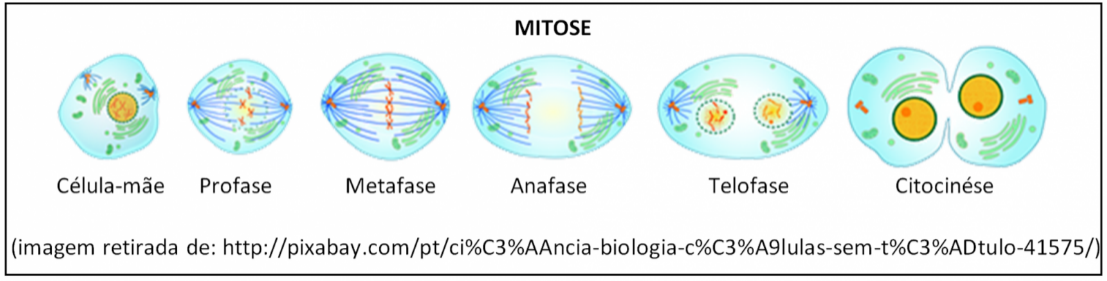 MITOSE
Célula-mãe Profase Metafase Anafase Telofase Citocinése
(imagem retirada de: http://pixabay.com/pt/ci%C3%AAncia-biologia-c%C3%A9lulas-sem-t%C3%ADtulo-41575/)